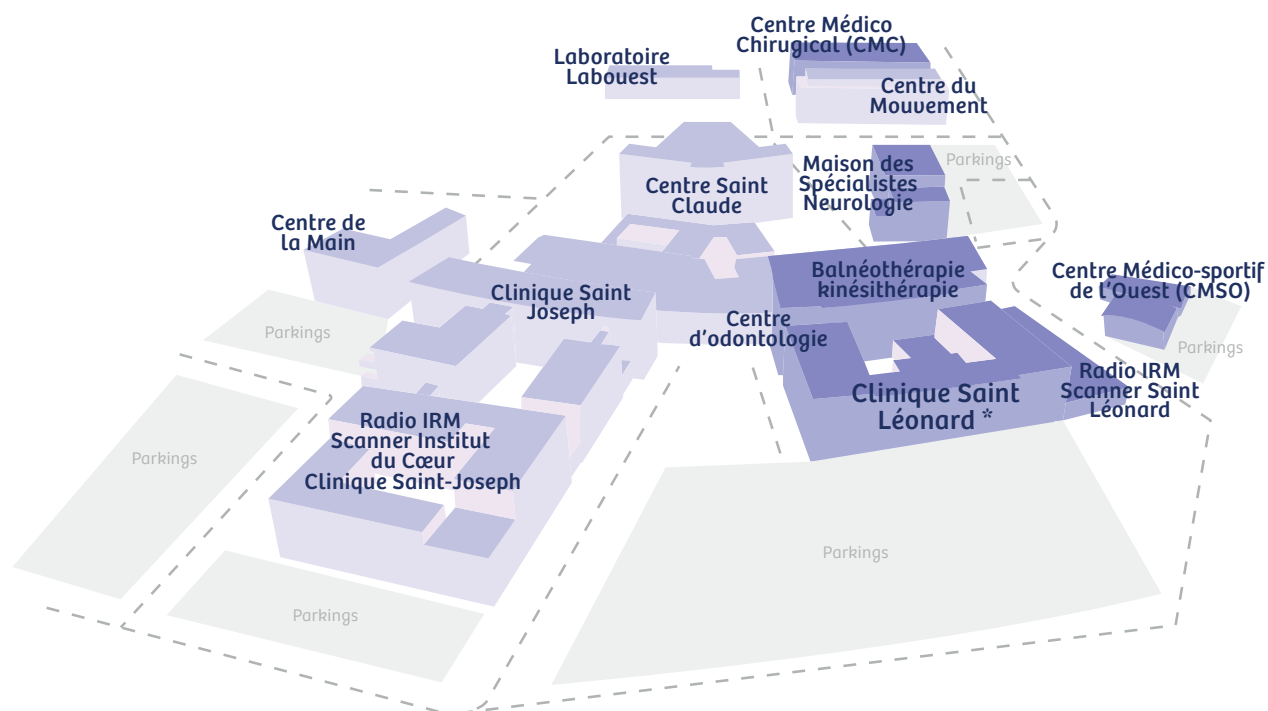 Centre Médico
Chirugical (CMC)
Laboratoire
Labouest
Centre du
Mouvement
Parkings
Maison des
Spécialistes
Neurologie
Centre Saint
Claude
Centre de
la Main
Balnéothérapie
kinésithérapie
Centre Médico-sportif
de l'Ouest (CMSO)
Clinique Saint
Joseph
Centre
d'odontologie
Parkings
Parkings
Radio IRM
Scanner Saint
Léonard
Clinique Saint
Léonard *
Radio IRM
Scanner Institut
du Cœur
Clinique Saint-Joseph
Parkings
Parkings
Parkings